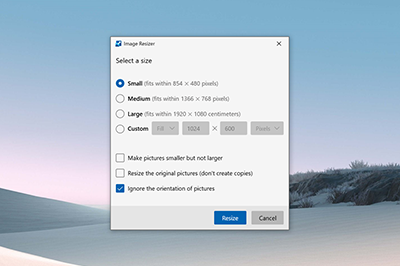 Image Resizer
Select a size
Small (fits within 854 × 480 pixels)
Medium (fits within 1366 × 768 pixels)
Large (fits within 1920 × 1080 centimeters)
Custom Fill 1024 × 600 Pixels
Make pictures smaller but not larger
Resize the original pictures (don't create copies)
Ignore the orientation of pictures
Resize Cancel